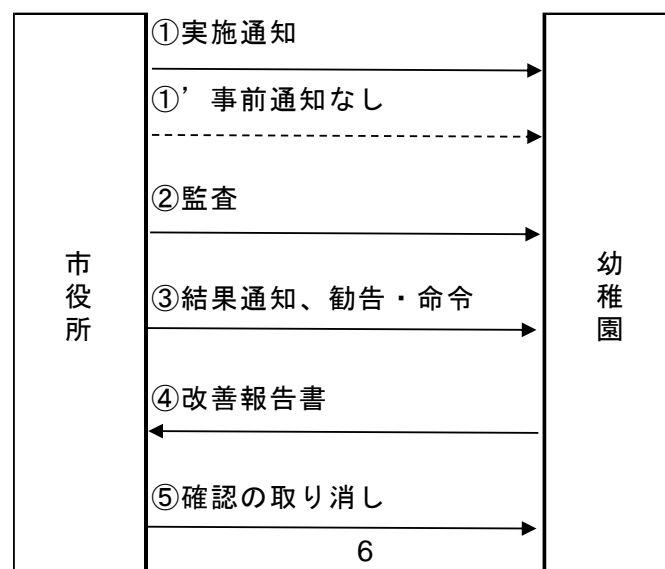 ①実施通知
①’事前通知なし
②監査
市役所
幼稚園
③結果通知、勧告・命令
④改善報告書
⑤確認の取り消し
6